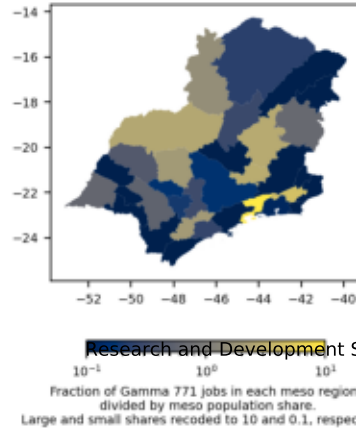 −14
−16
−18
−20
−22
−24
−52 −50 −48 −46 −44 −42 −40
Research and Development S
10⁻¹ 10⁰ 10¹
Fraction of Gamma 771 jobs in each meso region
divided by meso population share.
Large and small shares recoded to 10 and 0.1, respec